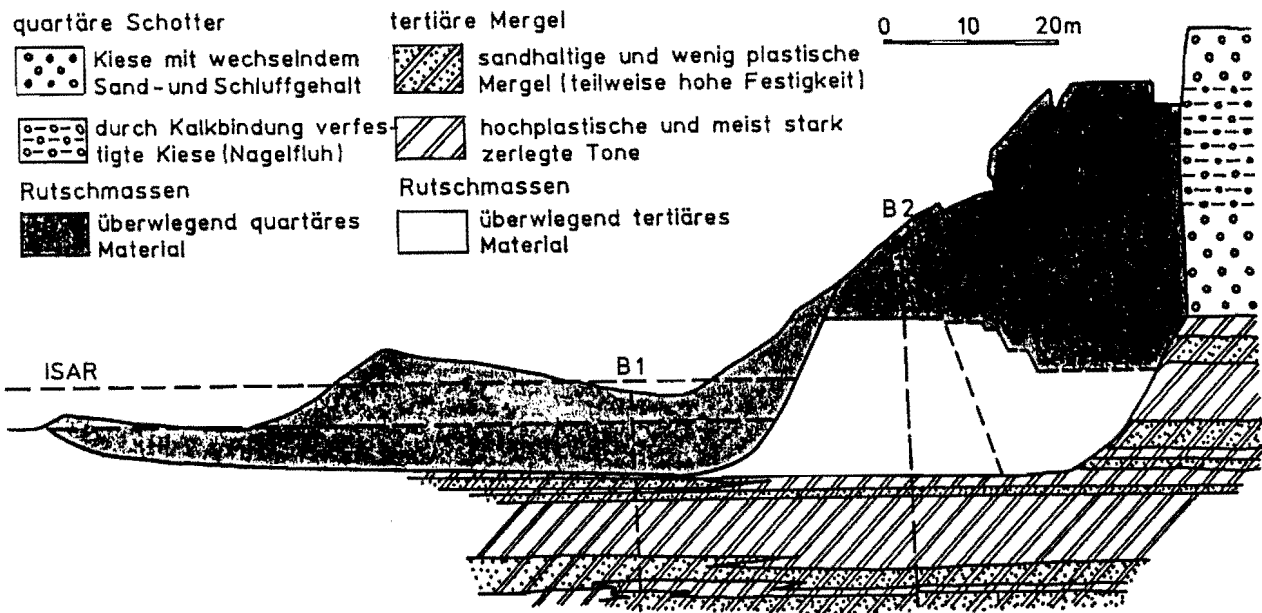 quartäre Schotter
Kiese mit wechselndem
Sand-und Schluffgehalt
durch Kalkbindung verfes-
tigte Kiese (Nagelfluh)
Rutschmassen
überwiegend quartäres
Material
tertiäre Mergel
sandhaltige und wenig plastische
Mergel (teilweise hohe Festigkeit)
hochplastische und meist stark
zerlegte Tone
Rutschmassen
überwiegend tertiäres
Material
0 10 20m
B2
ISAR
B1